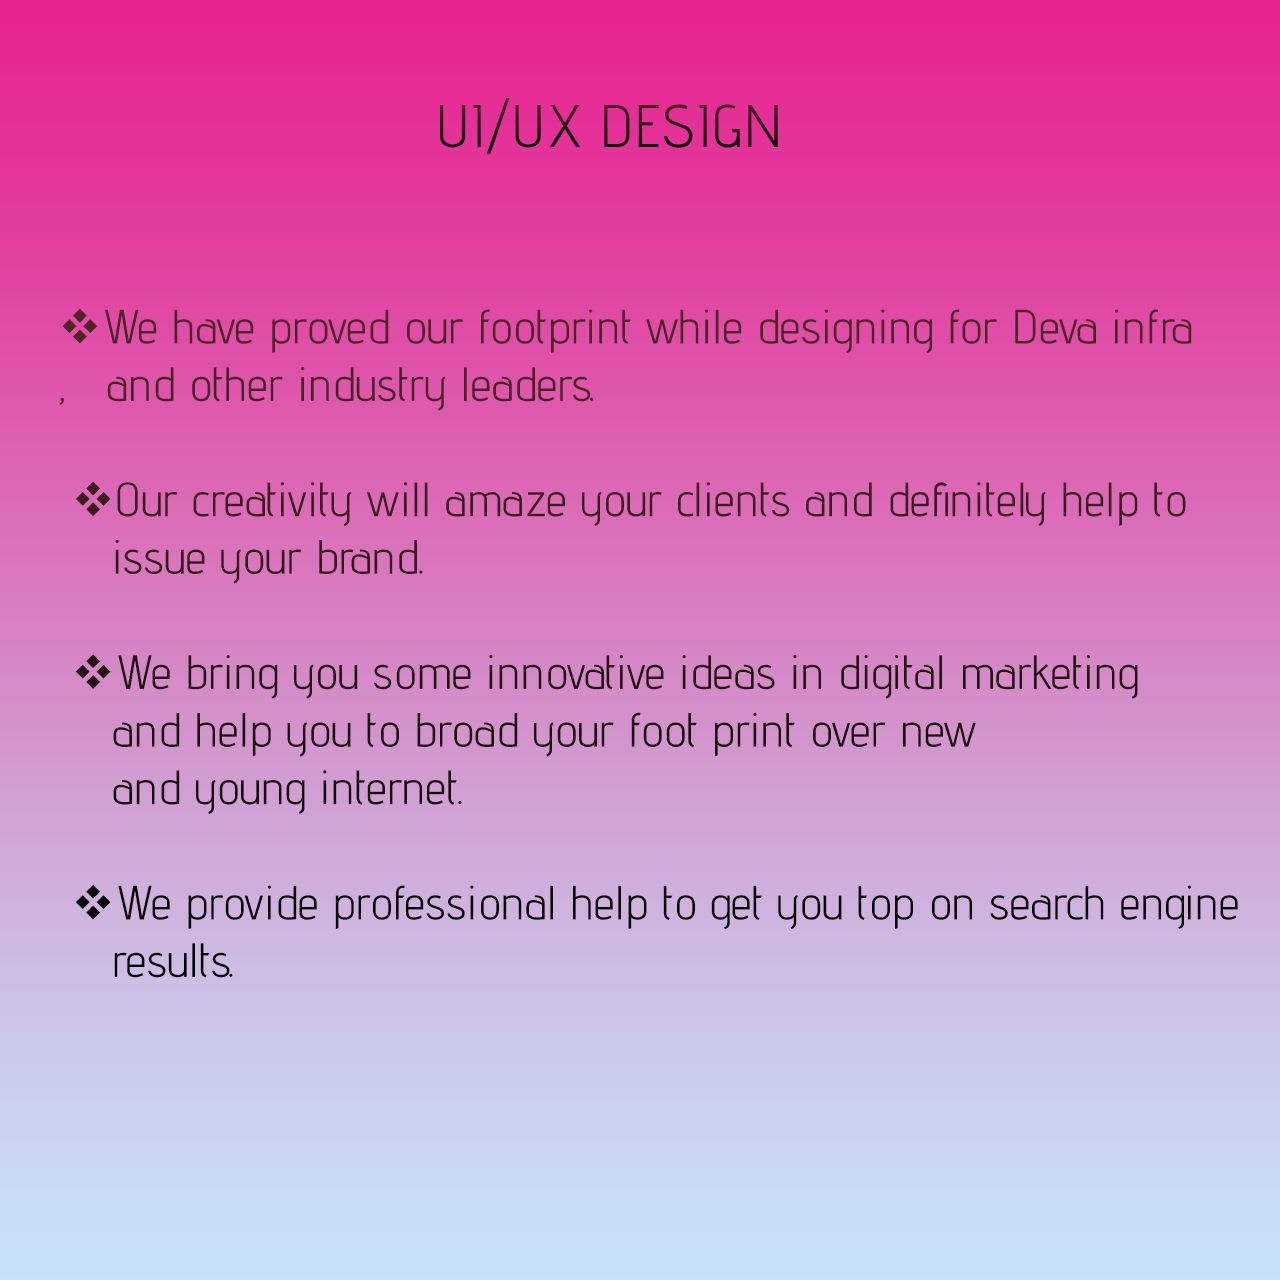 UI/UX DESIGN
❖We have proved our footprint while designing for Deva infra
, and other industry leaders.
❖Our creativity will amaze your clients and definitely help to
issue your brand.
❖We bring you some innovative ideas in digital marketing
and help you to broad your foot print over new
and young internet.
❖We provide professional help to get you top on search engine
results.